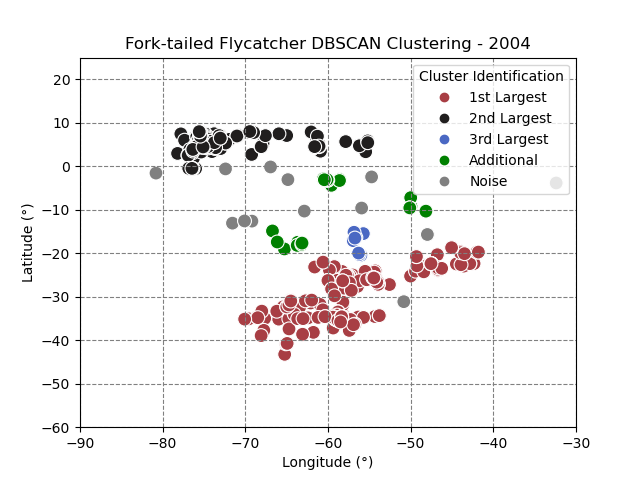 Fork-tailed Flycatcher DBSCAN Clustering - 2004
Cluster Identification
1st Largest
2nd Largest
3rd Largest
Additional
Noise
20
10
0
−10
−20
−30
−40
−50
−60
Latitude (°)
−90
−80
−70
−60
−50
−40
−30
Longitude (°)